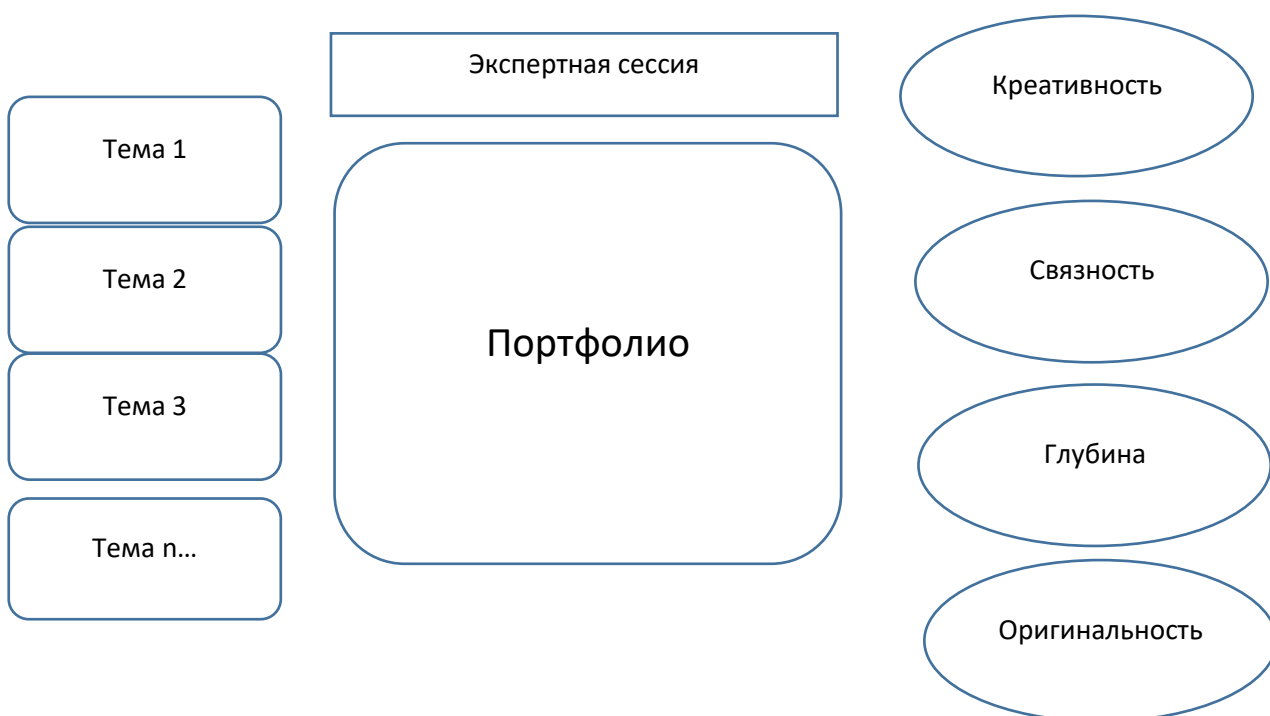 Экспертная сессия
Тема 1
Тема 2
Тема 3
Тема n...
Портфолио
Креативность
Связность
Глубина
Оригинальность